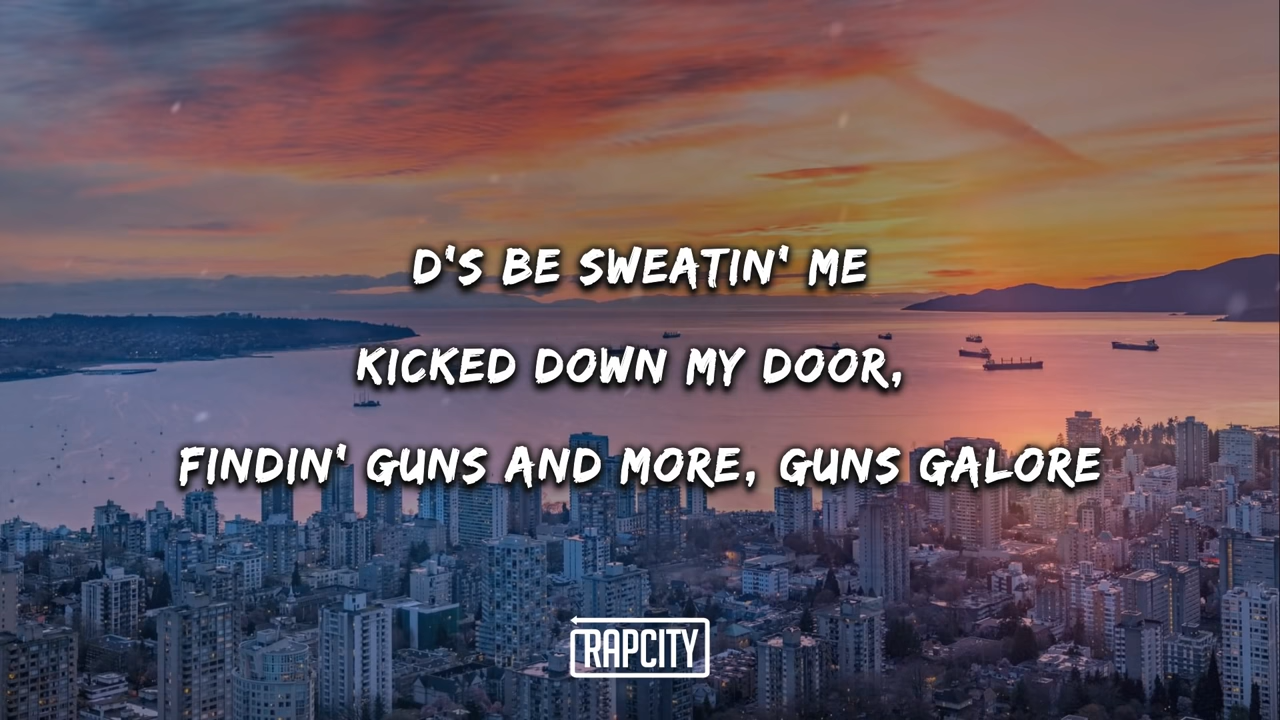 D'S BE SWEATIN' ME
KICKED DOWN MY DOOR,
FINDIN' GUNS AND MORE, GUNS GALORE
RAPCITY